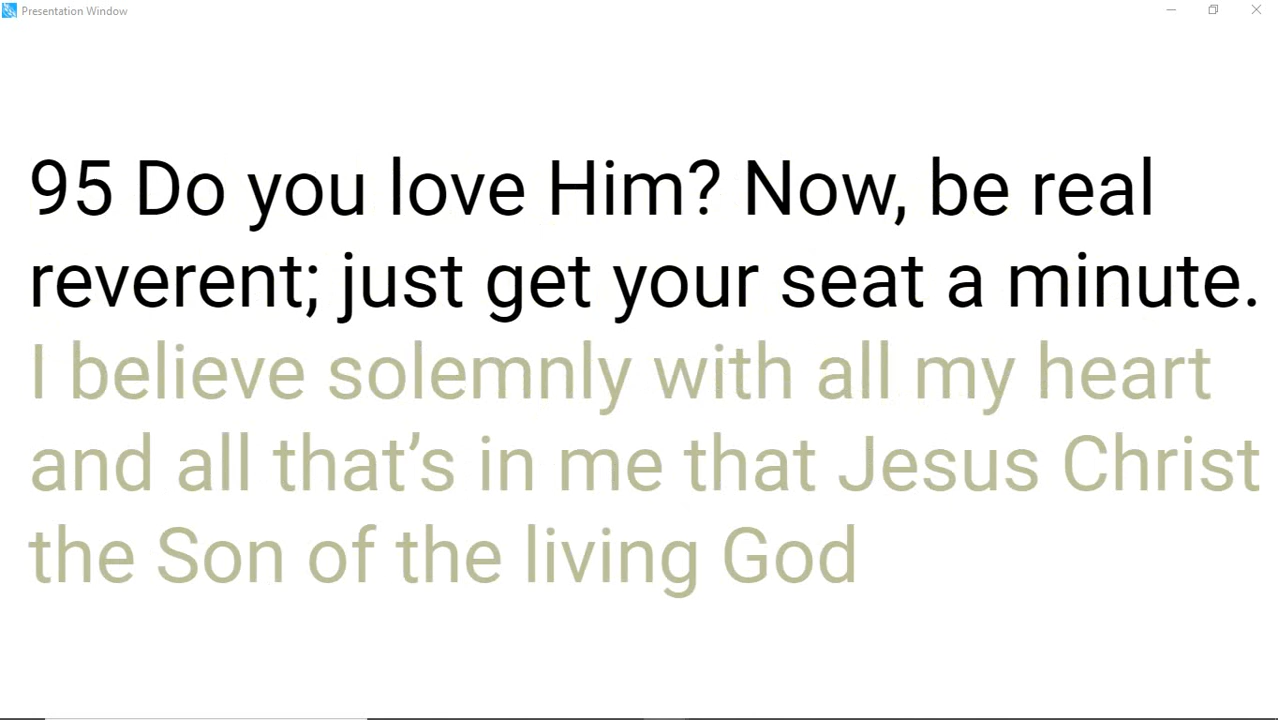 Presentation Window
95 Do you love Him? Now, be real
reverent; just get your seat a minute.
I believe solemnly with all my heart
and all that’s in me that Jesus Christ
the Son of the living God